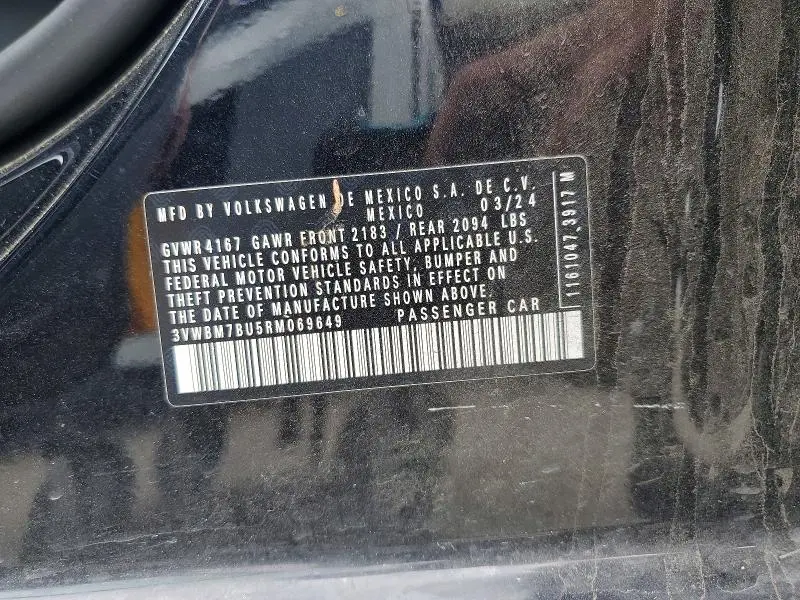 MFD BY VOLKSWAGEN DE MEXICO S.A. DE C.V.
MEXICO 03/24
GVWR 4167 GAWR FRONT 2183 / REAR 2094 LBS
THIS VEHICLE CONFORMS TO ALL APPLICABLE U.S.
FEDERAL MOTOR VEHICLE SAFETY, BUMPER AND
THEFT PREVENTION STANDARDS IN EFFECT ON
THE DATE OF MANUFACTURE SHOWN ABOVE.
3VWBM7BU5RM069649 PASSENGER CAR
1161047,3917 M